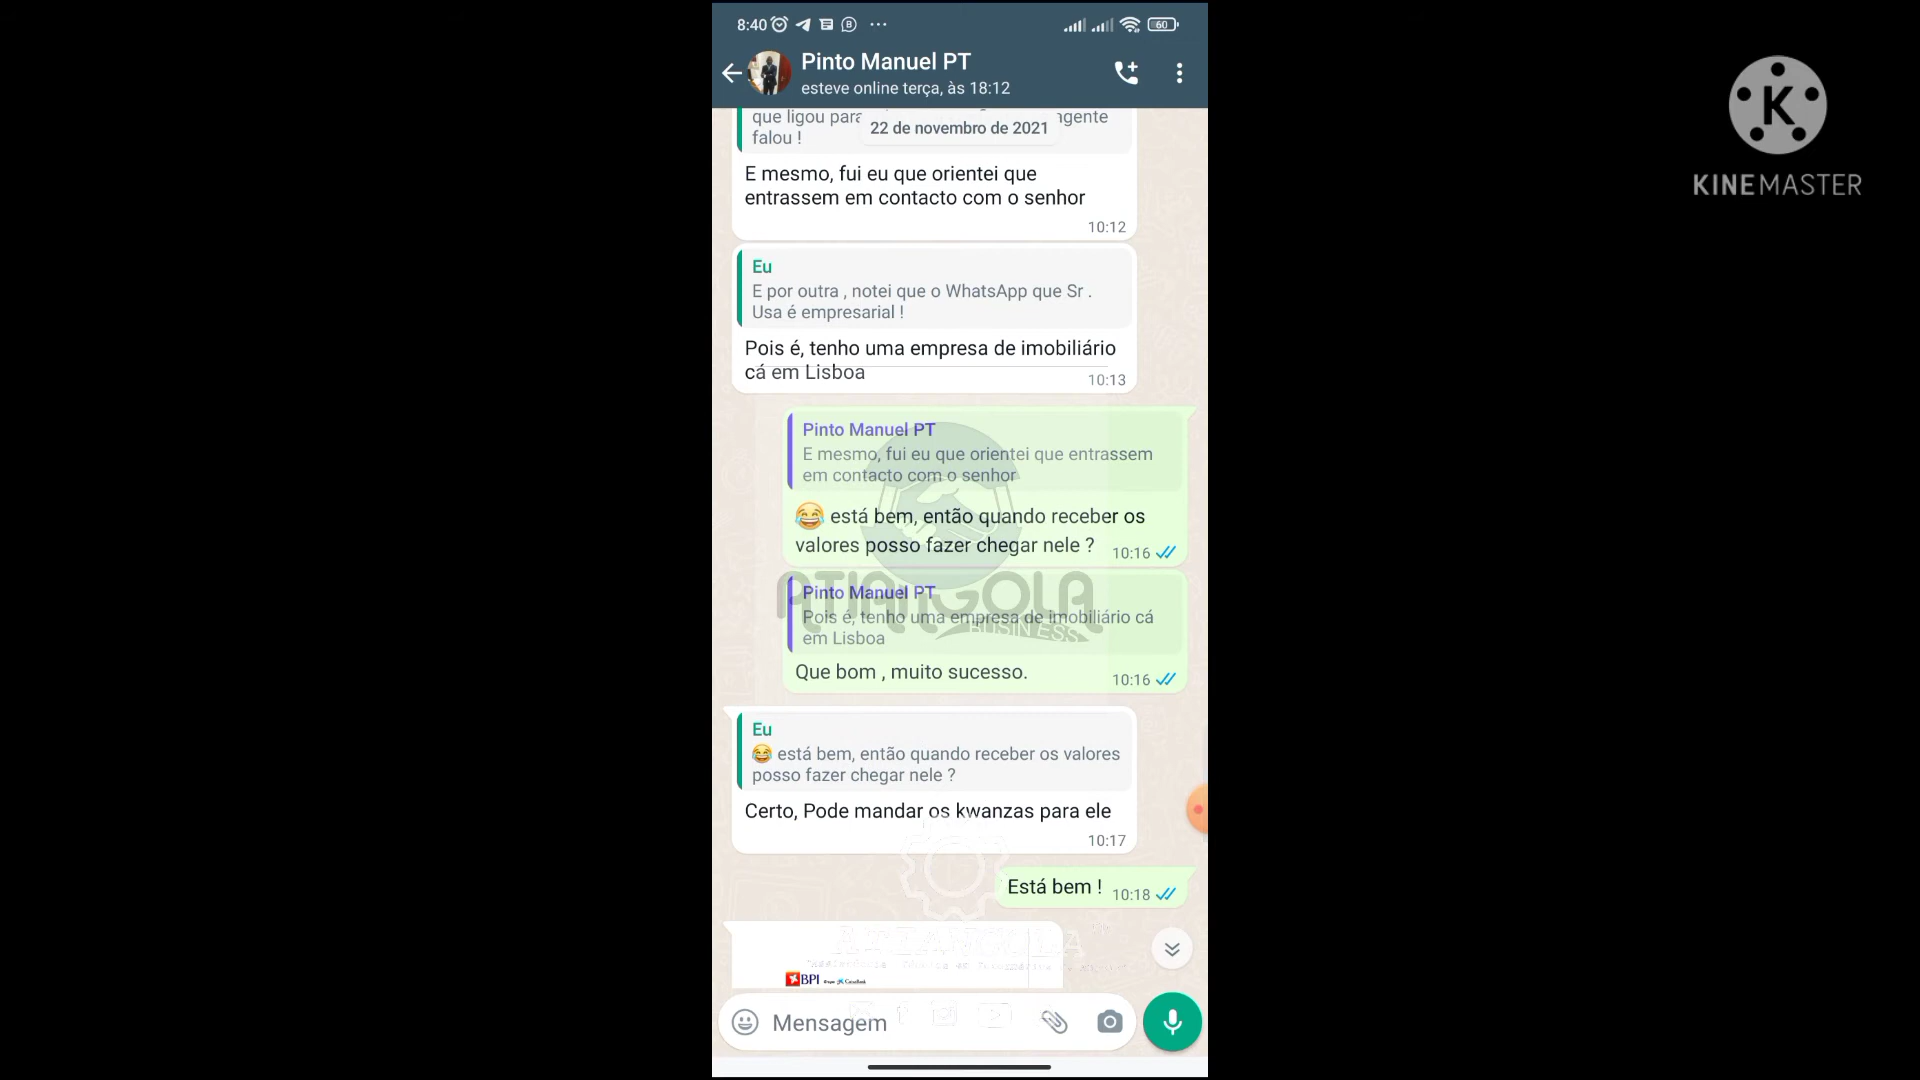 8:40
60
Pinto Manuel PT
esteve online terça, às 18:12
que ligou para
falou !
22 de novembro de 2021
E mesmo, fui eu que orientei que
entrassem em contacto com o senhor
10:12
Eu
E por outra , notei que o WhatsApp que Sr .
Usa é empresarial !
Pois é, tenho uma empresa de imobiliário
cá em Lisboa
10:13
Pinto Manuel PT
E mesmo, fui eu que orientei que entrassem
em contacto com o senhor
😂 está bem, então quando receber os
valores posso fazer chegar nele ?
10:16
ATIANGOLA
BUSINESS
Pinto Manuel PT
Pois é, tenho uma empresa de imobiliário cá
em Lisboa
Que bom , muito sucesso.
10:16
Eu
😂 está bem, então quando receber os valores
posso fazer chegar nele ?
Certo, Pode mandar os kwanzas para ele
10:17
Está bem !
10:18
BPI
Mensagem
K
KINEMASTER